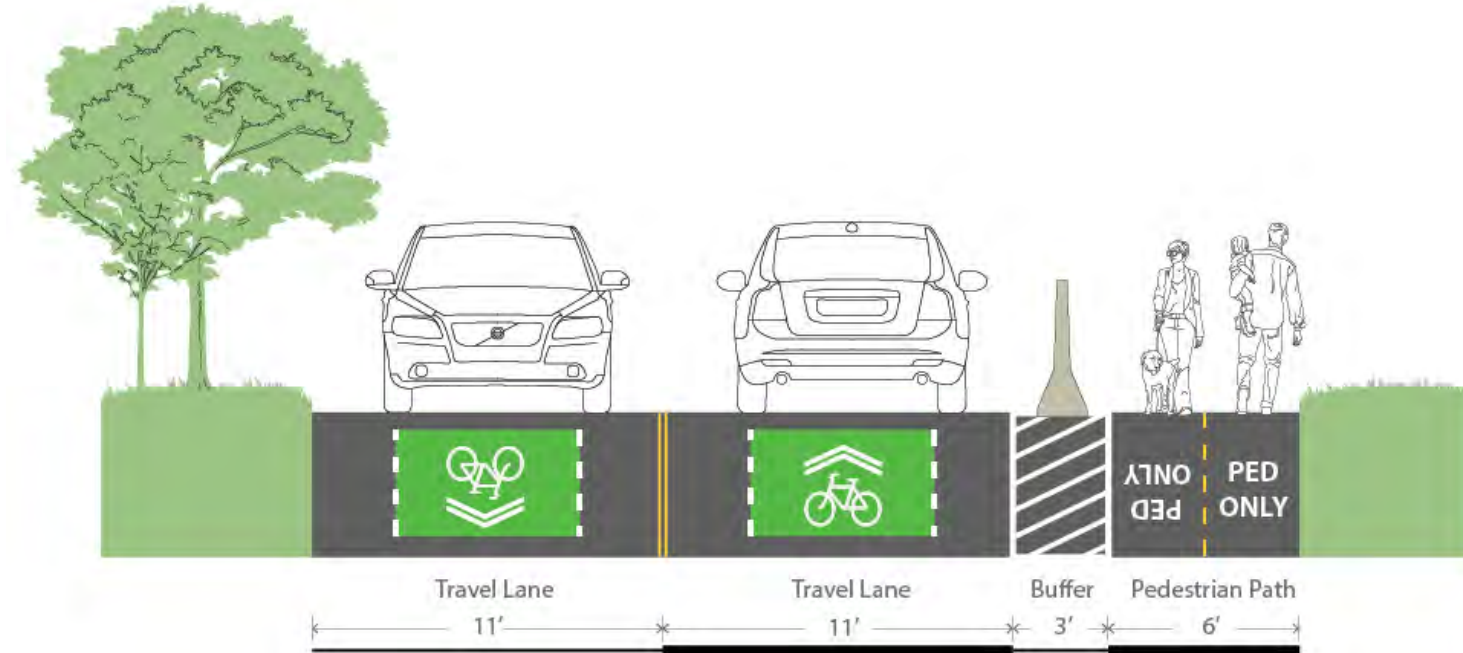 ONLY
PED
PED
ONLY
Travel Lane
Travel Lane
Buffer
Pedestrian Path
11'
11'
3'
6'